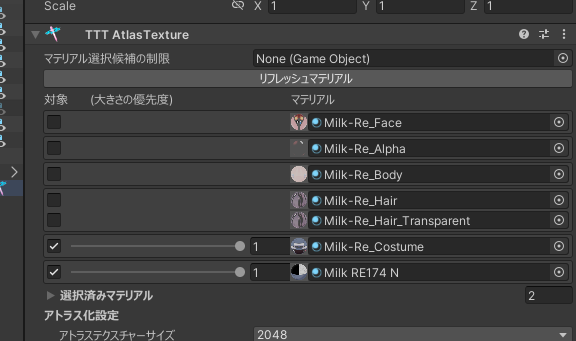 Scale X 1 Y 1 Z 1
TTT AtlasTexture
マテリアル選択候補の制限 None (Game Object)
リフレッシュマテリアル
対象 (大きさの優先度) マテリアル
Milk-Re_Face
Milk-Re_Alpha
Milk-Re_Body
Milk-Re_Hair
Milk-Re_Hair_Transparent
1 Milk-Re_Costume
1 Milk RE174 N
選択済みマテリアル 2
アトラス化設定
アトラステクスチャーサイズ 2048